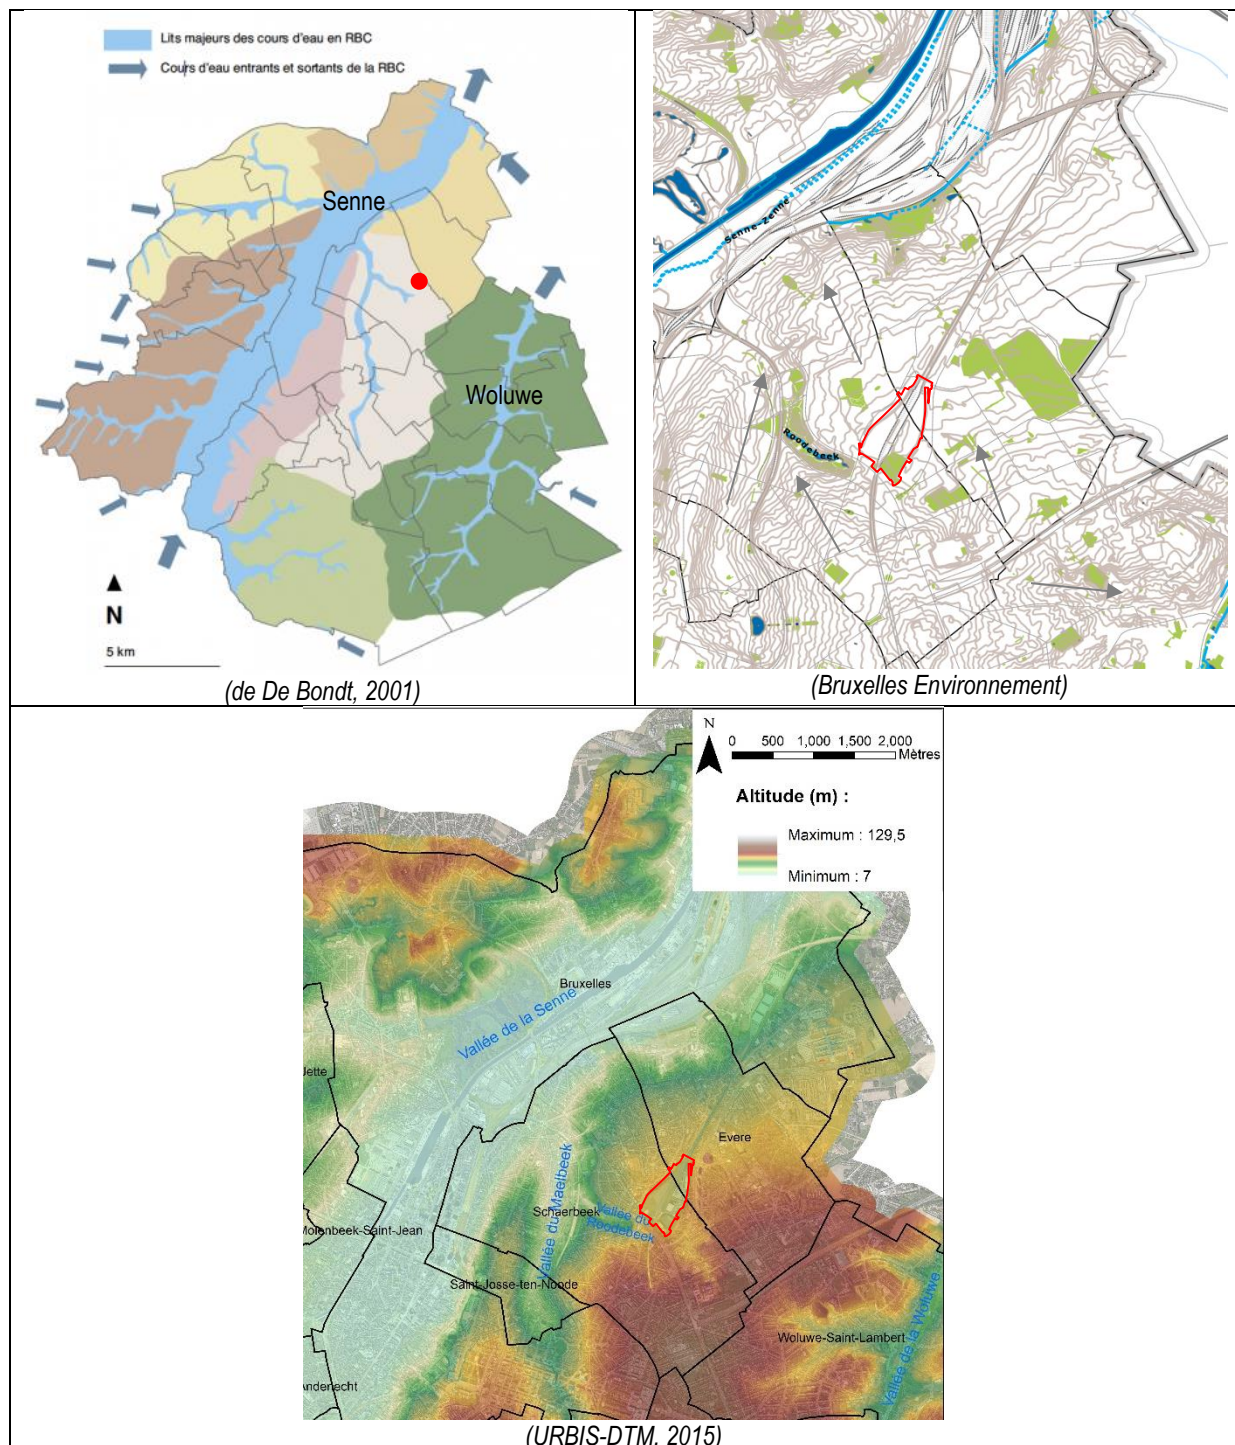 Lits majeurs des cours d'eau en RBC
Cours d'eau entrants et sortants de la RBC
Senne
Woluwe
N
5 km
(de De Bondt, 2001)
Senne-Zenne
Roodebeek
(Bruxelles Environnement)
N
0 500 1,000 1,500 2,000
Mètres
Altitude (m) :
Maximum : 129,5
Minimum : 7
Bruxelles
Vallée de la Senne
Jette
Evere
Vallée du Maelbeek
Schaerbeek
Vallée du
Roodebeek
Molenbeek-Saint-Jean
Saint-Josse-ten-Noode
Woluwe-Saint-Lambert
Vallée de la Woluwe
Anderlecht
(URBIS-DTM, 2015)